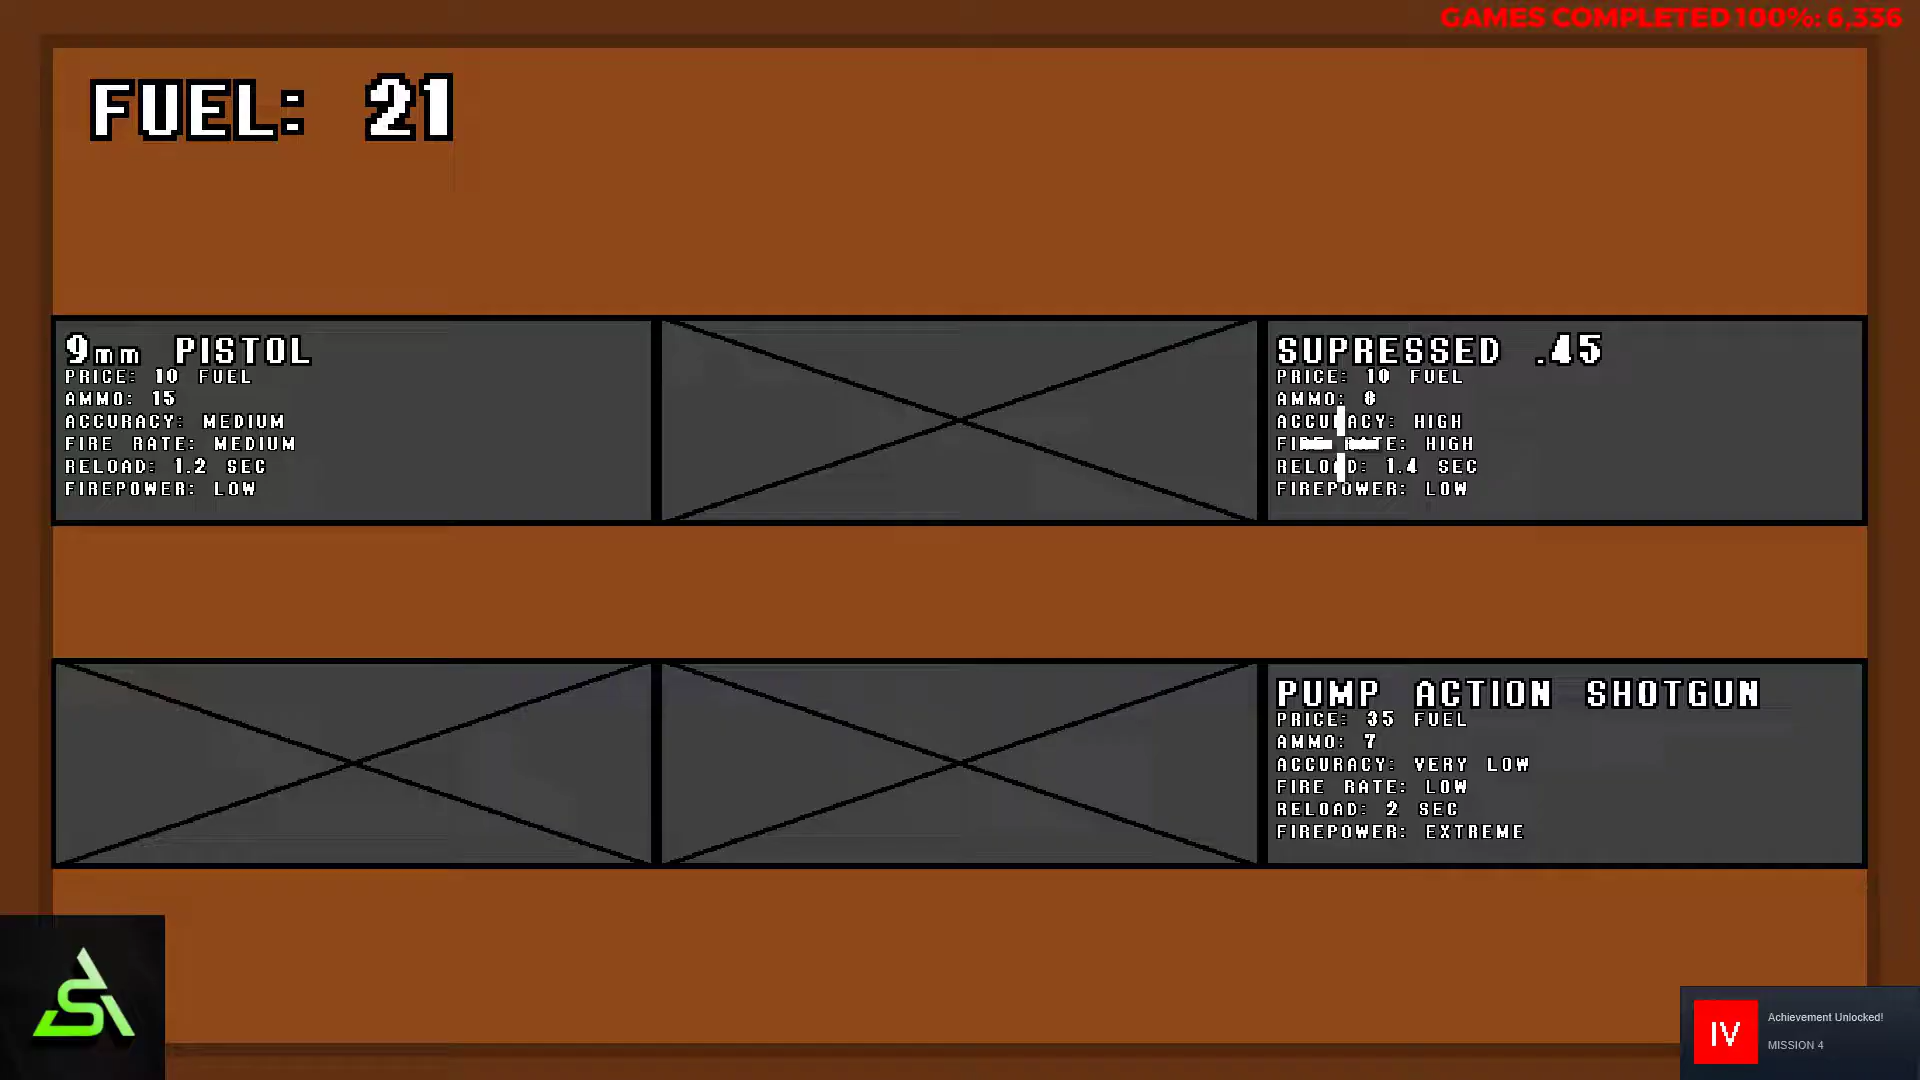 GAMES COMPLETED 100%: 6,336
FUEL: 21
9mm PISTOL
PRICE: 10 FUEL
AMMO: 15
ACCURACY: MEDIUM
FIRE RATE: MEDIUM
RELOAD: 1.2 SEC
FIREPOWER: LOW
SUPRESSED .45
PRICE: 10 FUEL
AMMO: 8
ACCURACY: HIGH
FIRE RATE: HIGH
RELOAD: 1.4 SEC
FIREPOWER: LOW
PUMP ACTION SHOTGUN
PRICE: 35 FUEL
AMMO: 7
ACCURACY: VERY LOW
FIRE RATE: LOW
RELOAD: 2 SEC
FIREPOWER: EXTREME
IV
Achievement Unlocked!
MISSION 4